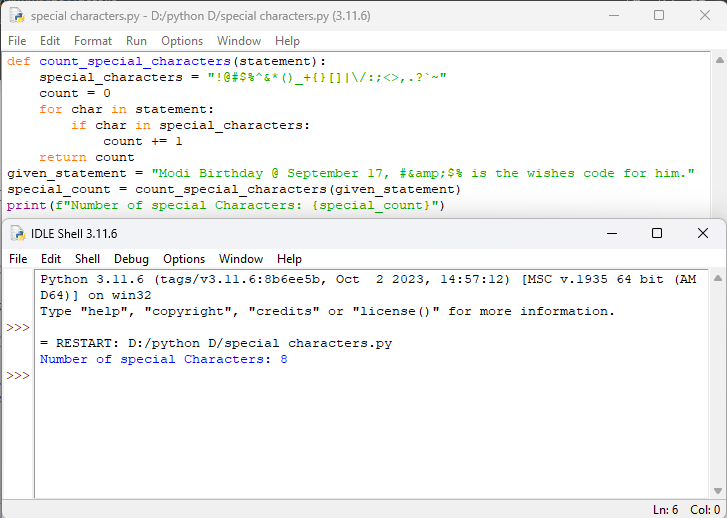 special characters.py - D:/python D/special characters.py (3.11.6)
File Edit Format Run Options Window Help
def count_special_characters(statement):
    special_characters = "!@#$%^&*()_+{}[]|\/:;<>,.?`~"
    count = 0
    for char in statement:
        if char in special_characters:
            count += 1
    return count
given_statement = "Modi Birthday @ September 17, #&amp;$% is the wishes code for him."
special_count = count_special_characters(given_statement)
print(f"Number of special Characters: {special_count}")
IDLE Shell 3.11.6
File Edit Shell Debug Options Window Help
Python 3.11.6 (tags/v3.11.6:8b6ee5b, Oct  2 2023, 14:57:12) [MSC v.1935 64 bit (AM
D64)] on win32
Type "help", "copyright", "credits" or "license()" for more information.
>>>
= RESTART: D:/python D/special characters.py
Number of special Characters: 8
>>>
Ln: 6 Col: 0